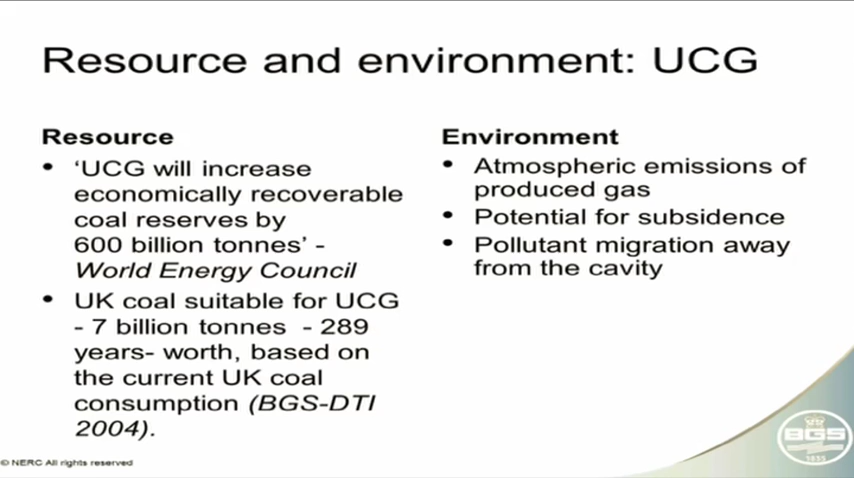 Resource and environment: UCG
Resource
• ‘UCG will increase
economically recoverable
coal reserves by
600 billion tonnes’ -
World Energy Council
• UK coal suitable for UCG
- 7 billion tonnes - 289
years- worth, based on
the current UK coal
consumption (BGS-DTI
2004).
Environment
• Atmospheric emissions of
produced gas
• Potential for subsidence
• Pollutant migration away
from the cavity
© NERC All rights reserved
BGS
1835